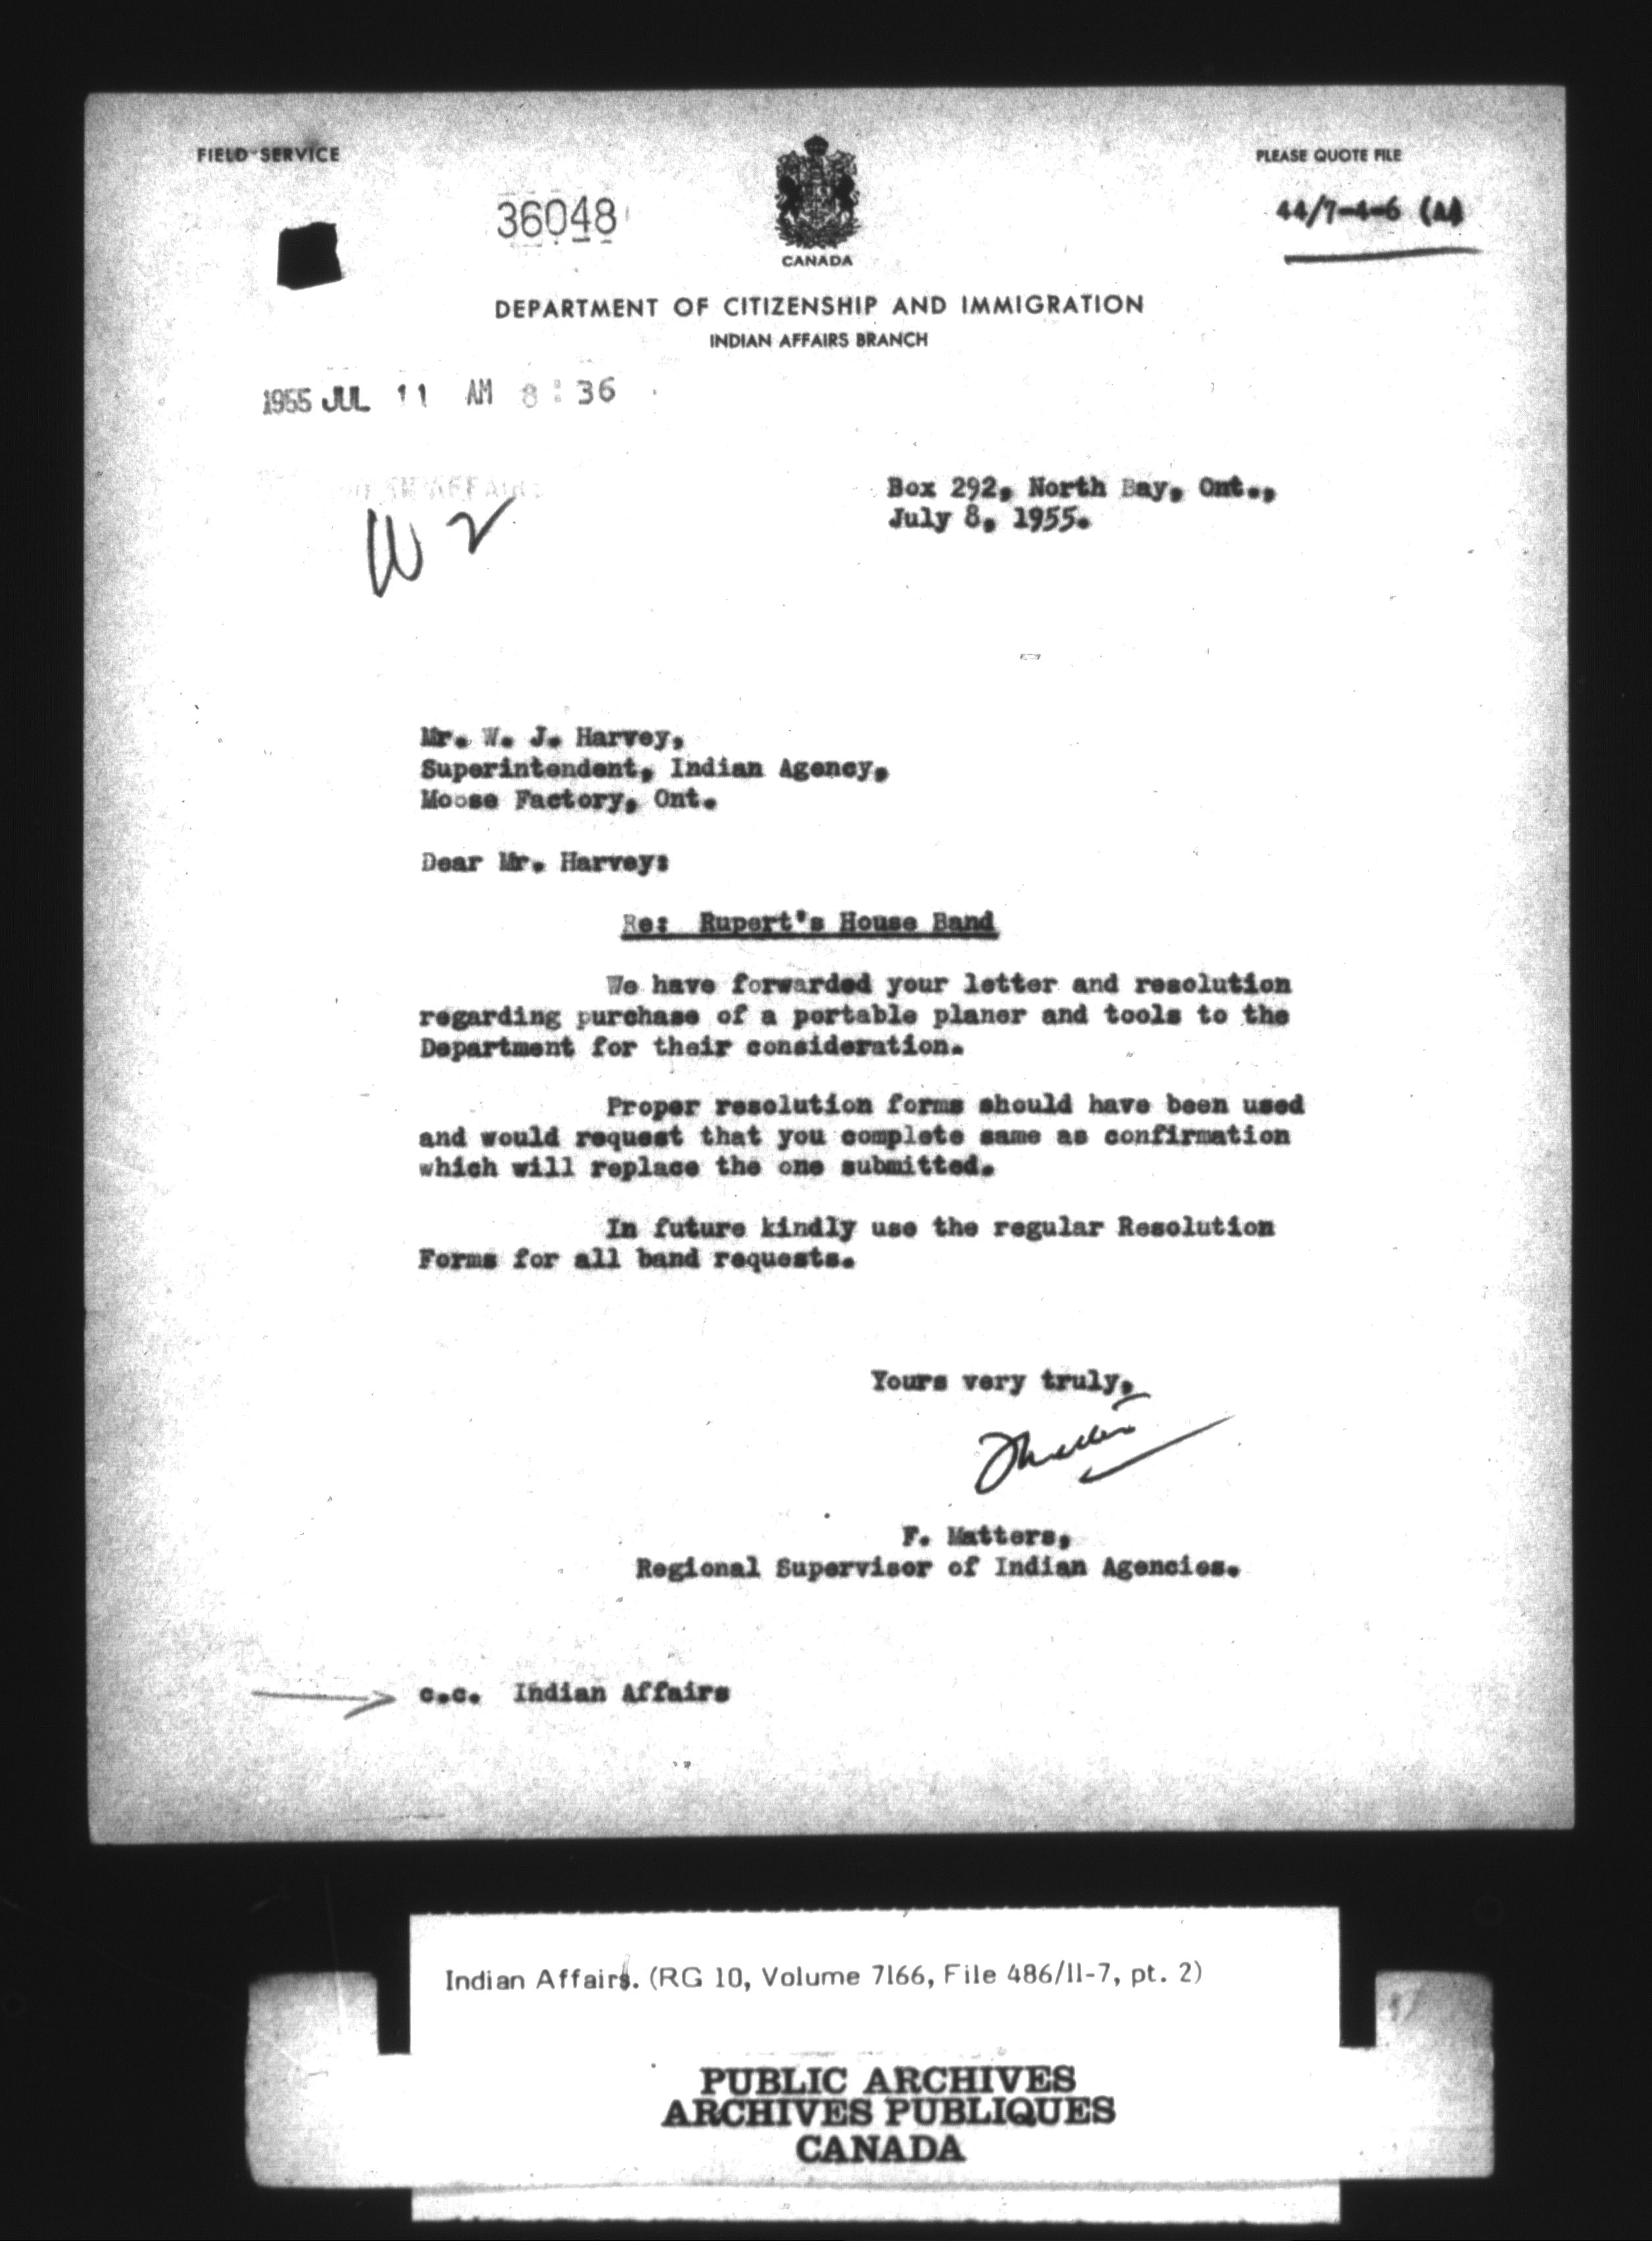 FIELD SERVICE
PLEASE QUOTE FILE
36048
44/7-4-6 (A)
CANADA
DEPARTMENT OF CITIZENSHIP AND IMMIGRATION
INDIAN AFFAIRS BRANCH
1955 JUL 11 AM 8:36
AFFAIRS
Box 292, North Bay, Ont.,
July 8, 1955.
Mr. W. J. Harvey,
Superintendent, Indian Agency,
Moose Factory, Ont.
Dear Mr. Harvey:
Re: Rupert's House Band
We have forwarded your letter and resolution
regarding purchase of a portable planer and tools to the
Department for their consideration.
Proper resolution forms should have been used
and would request that you complete same as confirmation
which will replace the one submitted.
In future kindly use the regular Resolution
Forms for all band requests.
Yours very truly,
F. Matters,
Regional Supervisor of Indian Agencies.
c.c. Indian Affairs
Indian Affairs. (RG 10, Volume 7166, File 486/11-7, pt. 2)
PUBLIC ARCHIVES
ARCHIVES PUBLIQUES
CANADA